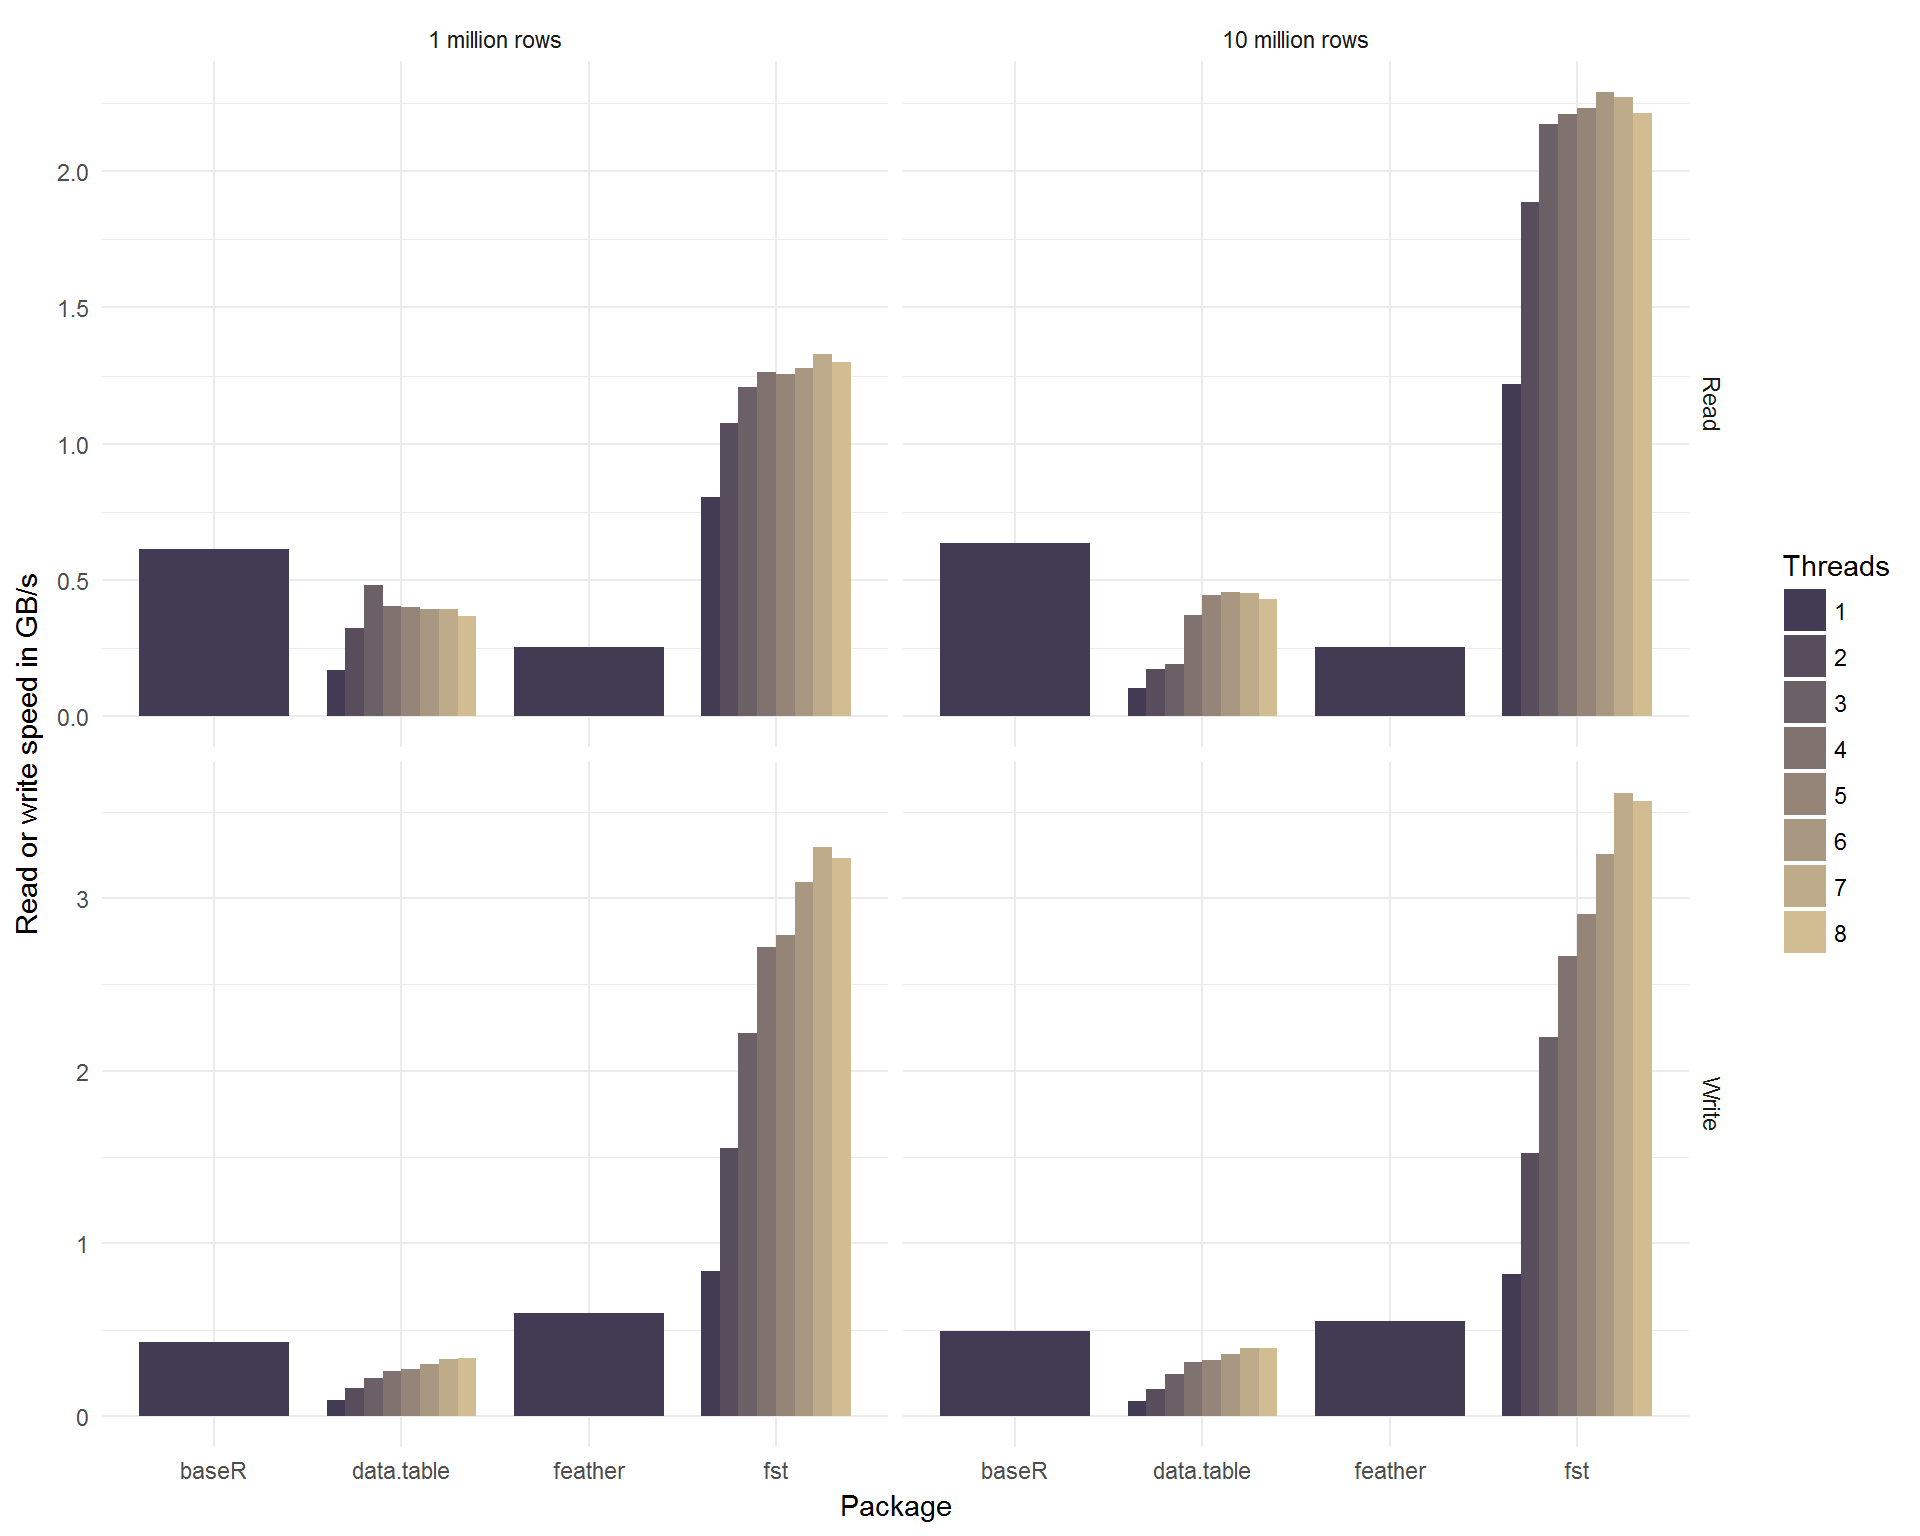 1 million rows
10 million rows
2.0
1.5
1.0
0.5
0.0
Read
3
2
1
0
Write
Read or write speed in GB/s
baseR
data.table
feather
fst
baseR
data.table
feather
fst
Package
Threads
1
2
3
4
5
6
7
8